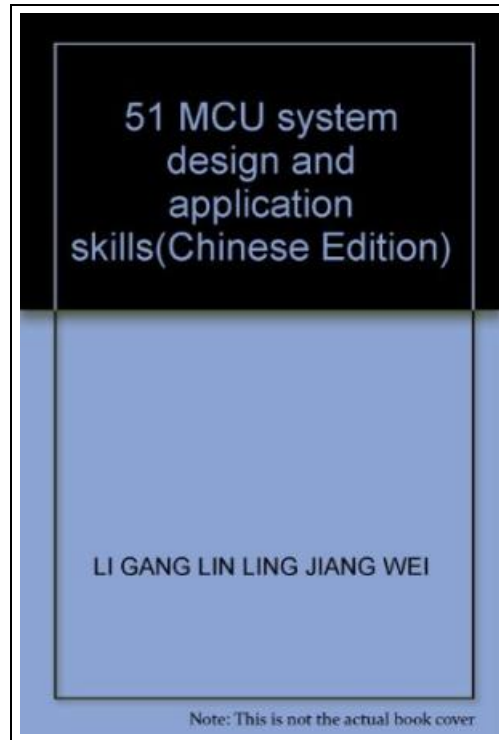 51 MCU system
design and
application
skills(Chinese Edition)
LI GANG LIN LING JIANG WEI
Note: This is not the actual book cover